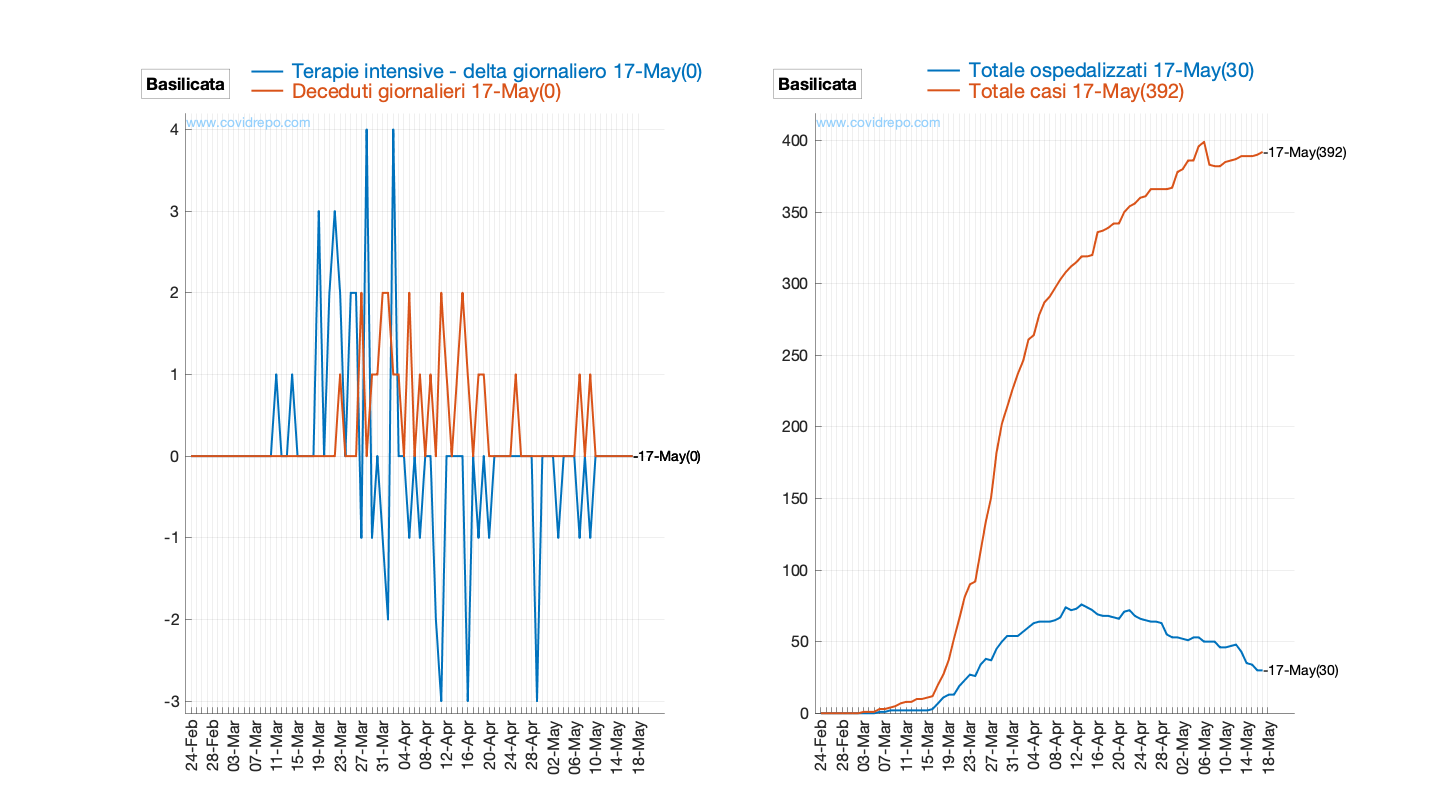 Basilicata
Terapie intensive - delta giornaliero 17-May(0)
Deceduti giornalieri 17-May(0)
www.covidrepo.com
4
3
2
1
0
-1
-2
-3
-17-May(0)
24-Feb
28-Feb
03-Mar
07-Mar
11-Mar
15-Mar
19-Mar
23-Mar
27-Mar
31-Mar
04-Apr
08-Apr
12-Apr
16-Apr
20-Apr
24-Apr
28-Apr
02-May
06-May
10-May
14-May
18-May
Basilicata
Totale ospedalizzati 17-May(30)
Totale casi 17-May(392)
www.covidrepo.com
400
350
300
250
200
150
100
50
0
-17-May(392)
-17-May(30)
24-Feb
28-Feb
03-Mar
07-Mar
11-Mar
15-Mar
19-Mar
23-Mar
27-Mar
31-Mar
04-Apr
08-Apr
12-Apr
16-Apr
20-Apr
24-Apr
28-Apr
02-May
06-May
10-May
14-May
18-May